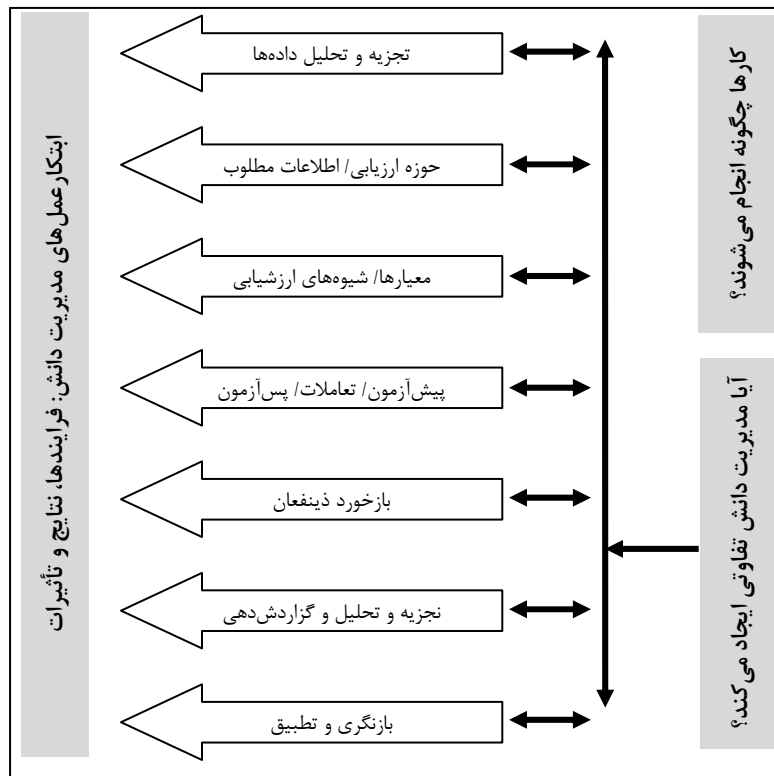 کارها چگونه انجام می‌شوند؟
آیا مدیریت دانش تفاوتی ایجاد می‌کند؟
تجزیه و تحلیل داده‌ها
حوزه ارزیابی/ اطلاعات مطلوب
معیارها/ شیوه‌های ارزشیابی
پیش‌آزمون/ تعاملات/ پس‌آزمون
بازخورد ذینفعان
نجزیه و تحلیل و گزاردش‌دهی
بازنگری و تطبیق
ابتکارعمل‌های مدیریت دانش: فرایندها، نتایج و تأثیرات